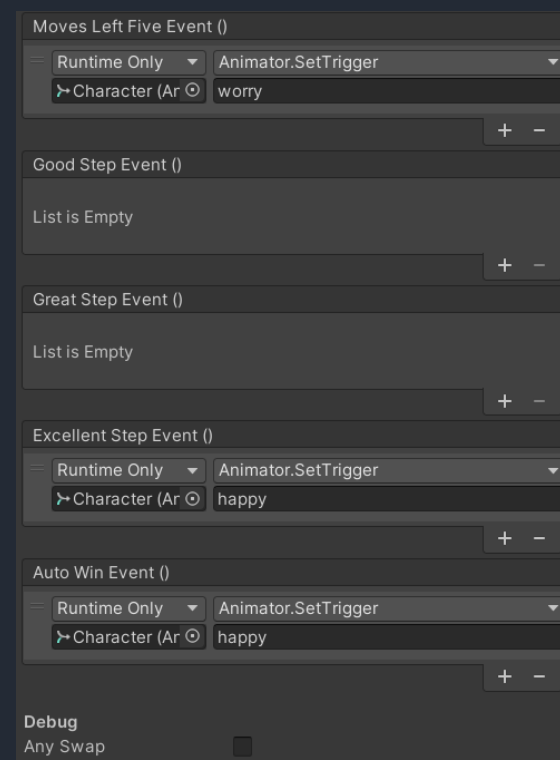 Moves Left Five Event ()
Runtime Only Animator.SetTrigger
Character (Ar worry
+ −
Good Step Event ()
List is Empty
+ −
Great Step Event ()
List is Empty
+ −
Excellent Step Event ()
Runtime Only Animator.SetTrigger
Character (Ar happy
+ −
Auto Win Event ()
Runtime Only Animator.SetTrigger
Character (Ar happy
+ −
Debug
Any Swap